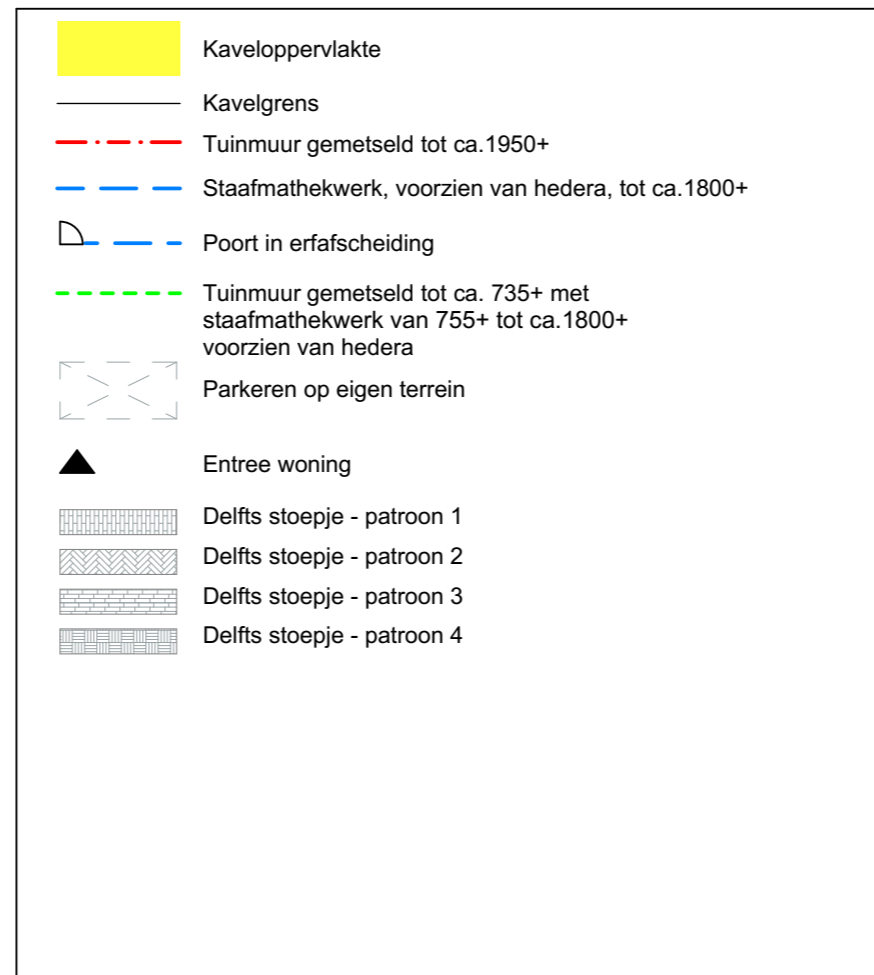 Kaveloppervlakte
Kavelgrens
Tuinmuur gemetseld tot ca.1950+
Staafmathekwerk, voorzien van hedera, tot ca.1800+
Poort in erfafscheiding
Tuinmuur gemetseld tot ca. 735+ met
staafmathekwerk van 755+ tot ca.1800+
voorzien van hedera
Parkeren op eigen terrein
Entree woning
Delfts stoepje - patroon 1
Delfts stoepje - patroon 2
Delfts stoepje - patroon 3
Delfts stoepje - patroon 4